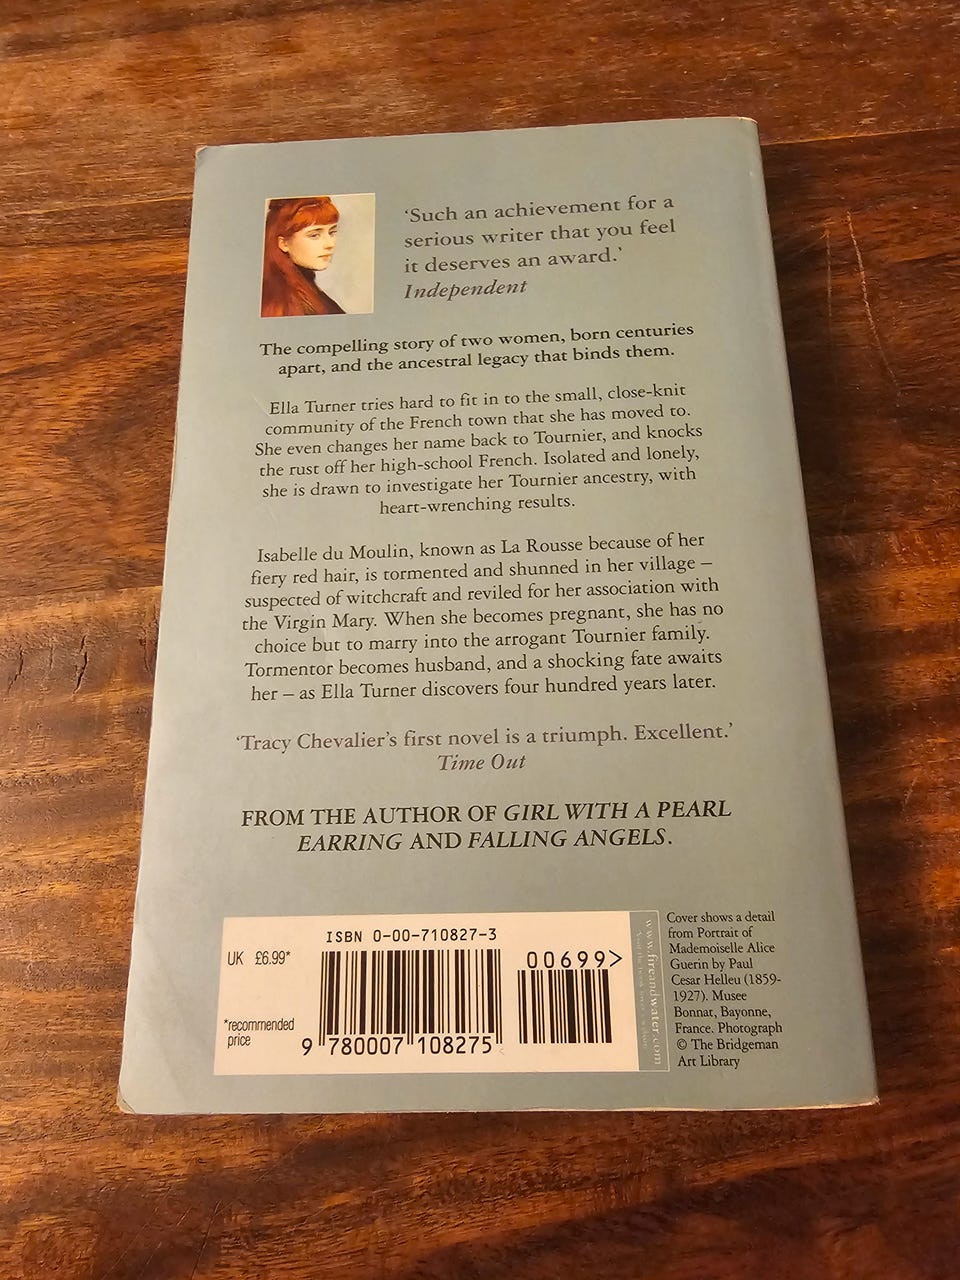 ‘Such an achievement for a
serious writer that you feel
it deserves an award.’
Independent
The compelling story of two women, born centuries
apart, and the ancestral legacy that binds them.
Ella Turner tries hard to fit in to the small, close-knit
community of the French town that she has moved to.
She even changes her name back to Tournier, and knocks
the rust off her high-school French. Isolated and lonely,
she is drawn to investigate her Tournier ancestry, with
heart-wrenching results.
Isabelle du Moulin, known as La Rousse because of her
fiery red hair, is tormented and shunned in her village –
suspected of witchcraft and reviled for her association with
the Virgin Mary. When she becomes pregnant, she has no
choice but to marry into the arrogant Tournier family.
Tormentor becomes husband, and a shocking fate awaits
her – as Ella Turner discovers four hundred years later.
‘Tracy Chevalier’s first novel is a triumph. Excellent.’
Time Out
FROM THE AUTHOR OF GIRL WITH A PEARL
EARRING AND FALLING ANGELS.
ISBN 0-00-710827-3
UK £6.99*
00699>
*recommended
price
9 780007 108275
www.fireandwater.com
Cover shows a detail
from Portrait of
Mademoiselle Alice
Guerin by Paul
Cesar Helleu (1859-
1927). Musee
Bonnat, Bayonne,
France. Photograph
© The Bridgeman
Art Library